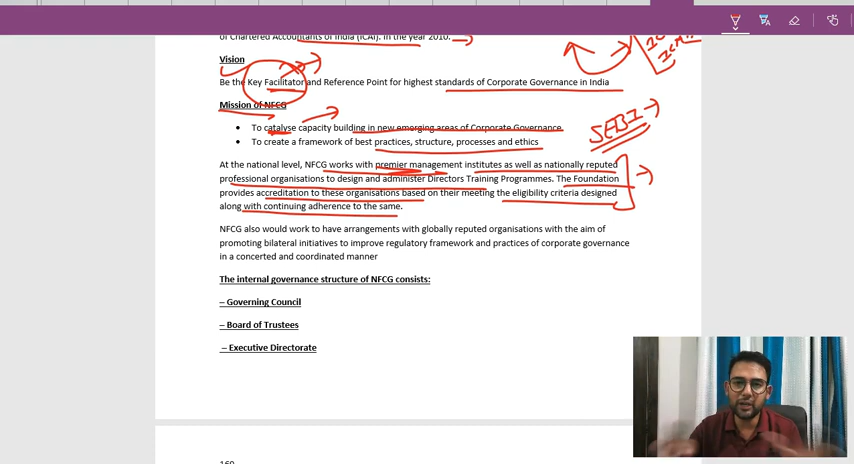 of Chartered Accountants of India (ICAI). In the year 2010.
Vision
Be the Key Facilitator and Reference Point for highest standards of Corporate Governance in India
Mission of NFCG
SEBI
• To catalyse capacity building in new emerging areas of Corporate Governance
• To create a framework of best practices, structure, processes and ethics
At the national level, NFCG works with premier management institutes as well as nationally reputed
professional organisations to design and administer Directors Training Programmes. The Foundation
provides accreditation to these organisations based on their meeting the eligibility criteria designed
along with continuing adherence to the same.
NFCG also would work to have arrangements with globally reputed organisations with the aim of
promoting bilateral initiatives to improve regulatory framework and practices of corporate governance
in a concerted and coordinated manner
The internal governance structure of NFCG consists:
– Governing Council
– Board of Trustees
– Executive Directorate